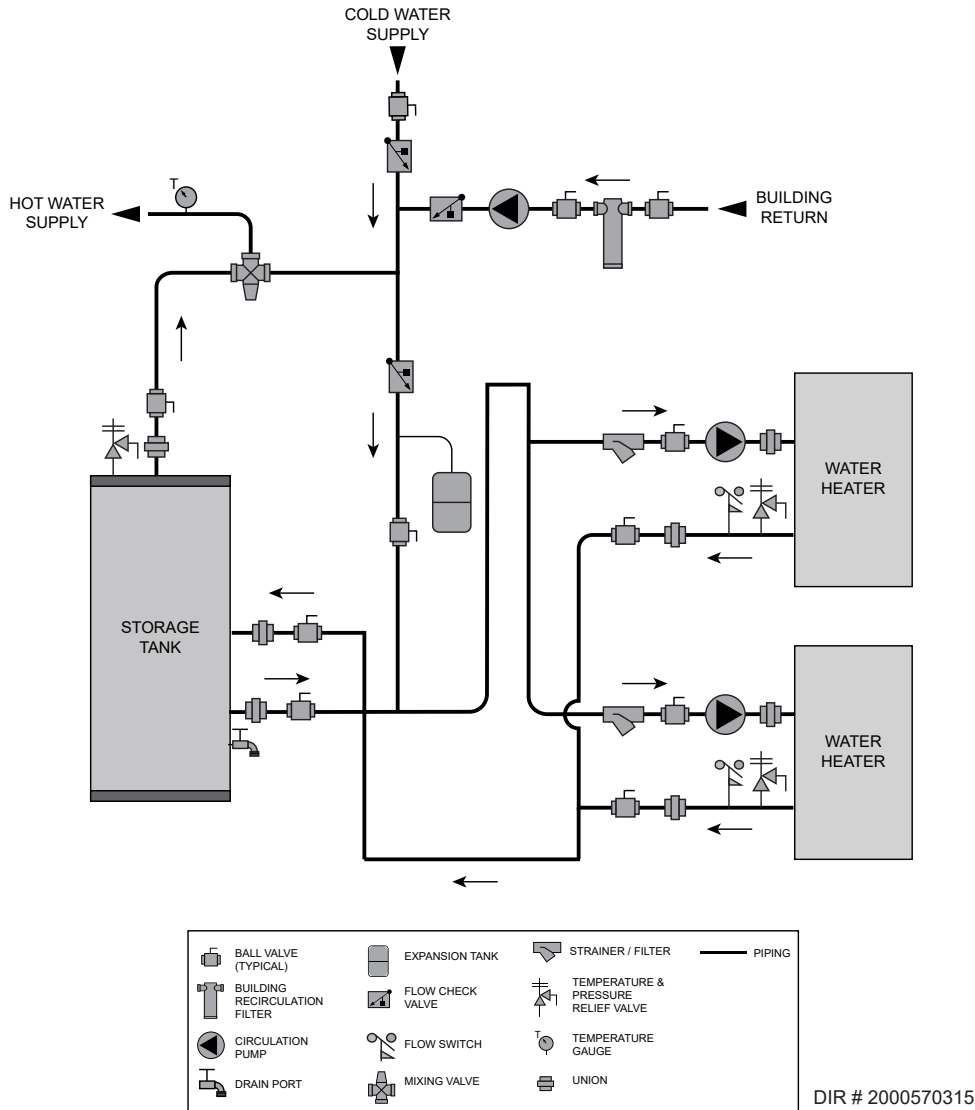 COLD WATER
SUPPLY
T
HOT WATER
SUPPLY
BUILDING
RETURN
WATER
HEATER
STORAGE
TANK
WATER
HEATER
BALL VALVE
(TYPICAL)
BUILDING
RECIRCULATION
FILTER
CIRCULATION
PUMP
DRAIN PORT
EXPANSION TANK
FLOW CHECK
VALVE
FLOW SWITCH
MIXING VALVE
STRAINER / FILTER
TEMPERATURE &
PRESSURE
RELIEF VALVE
T
TEMPERATURE
GAUGE
UNION
PIPING
DIR # 2000570315